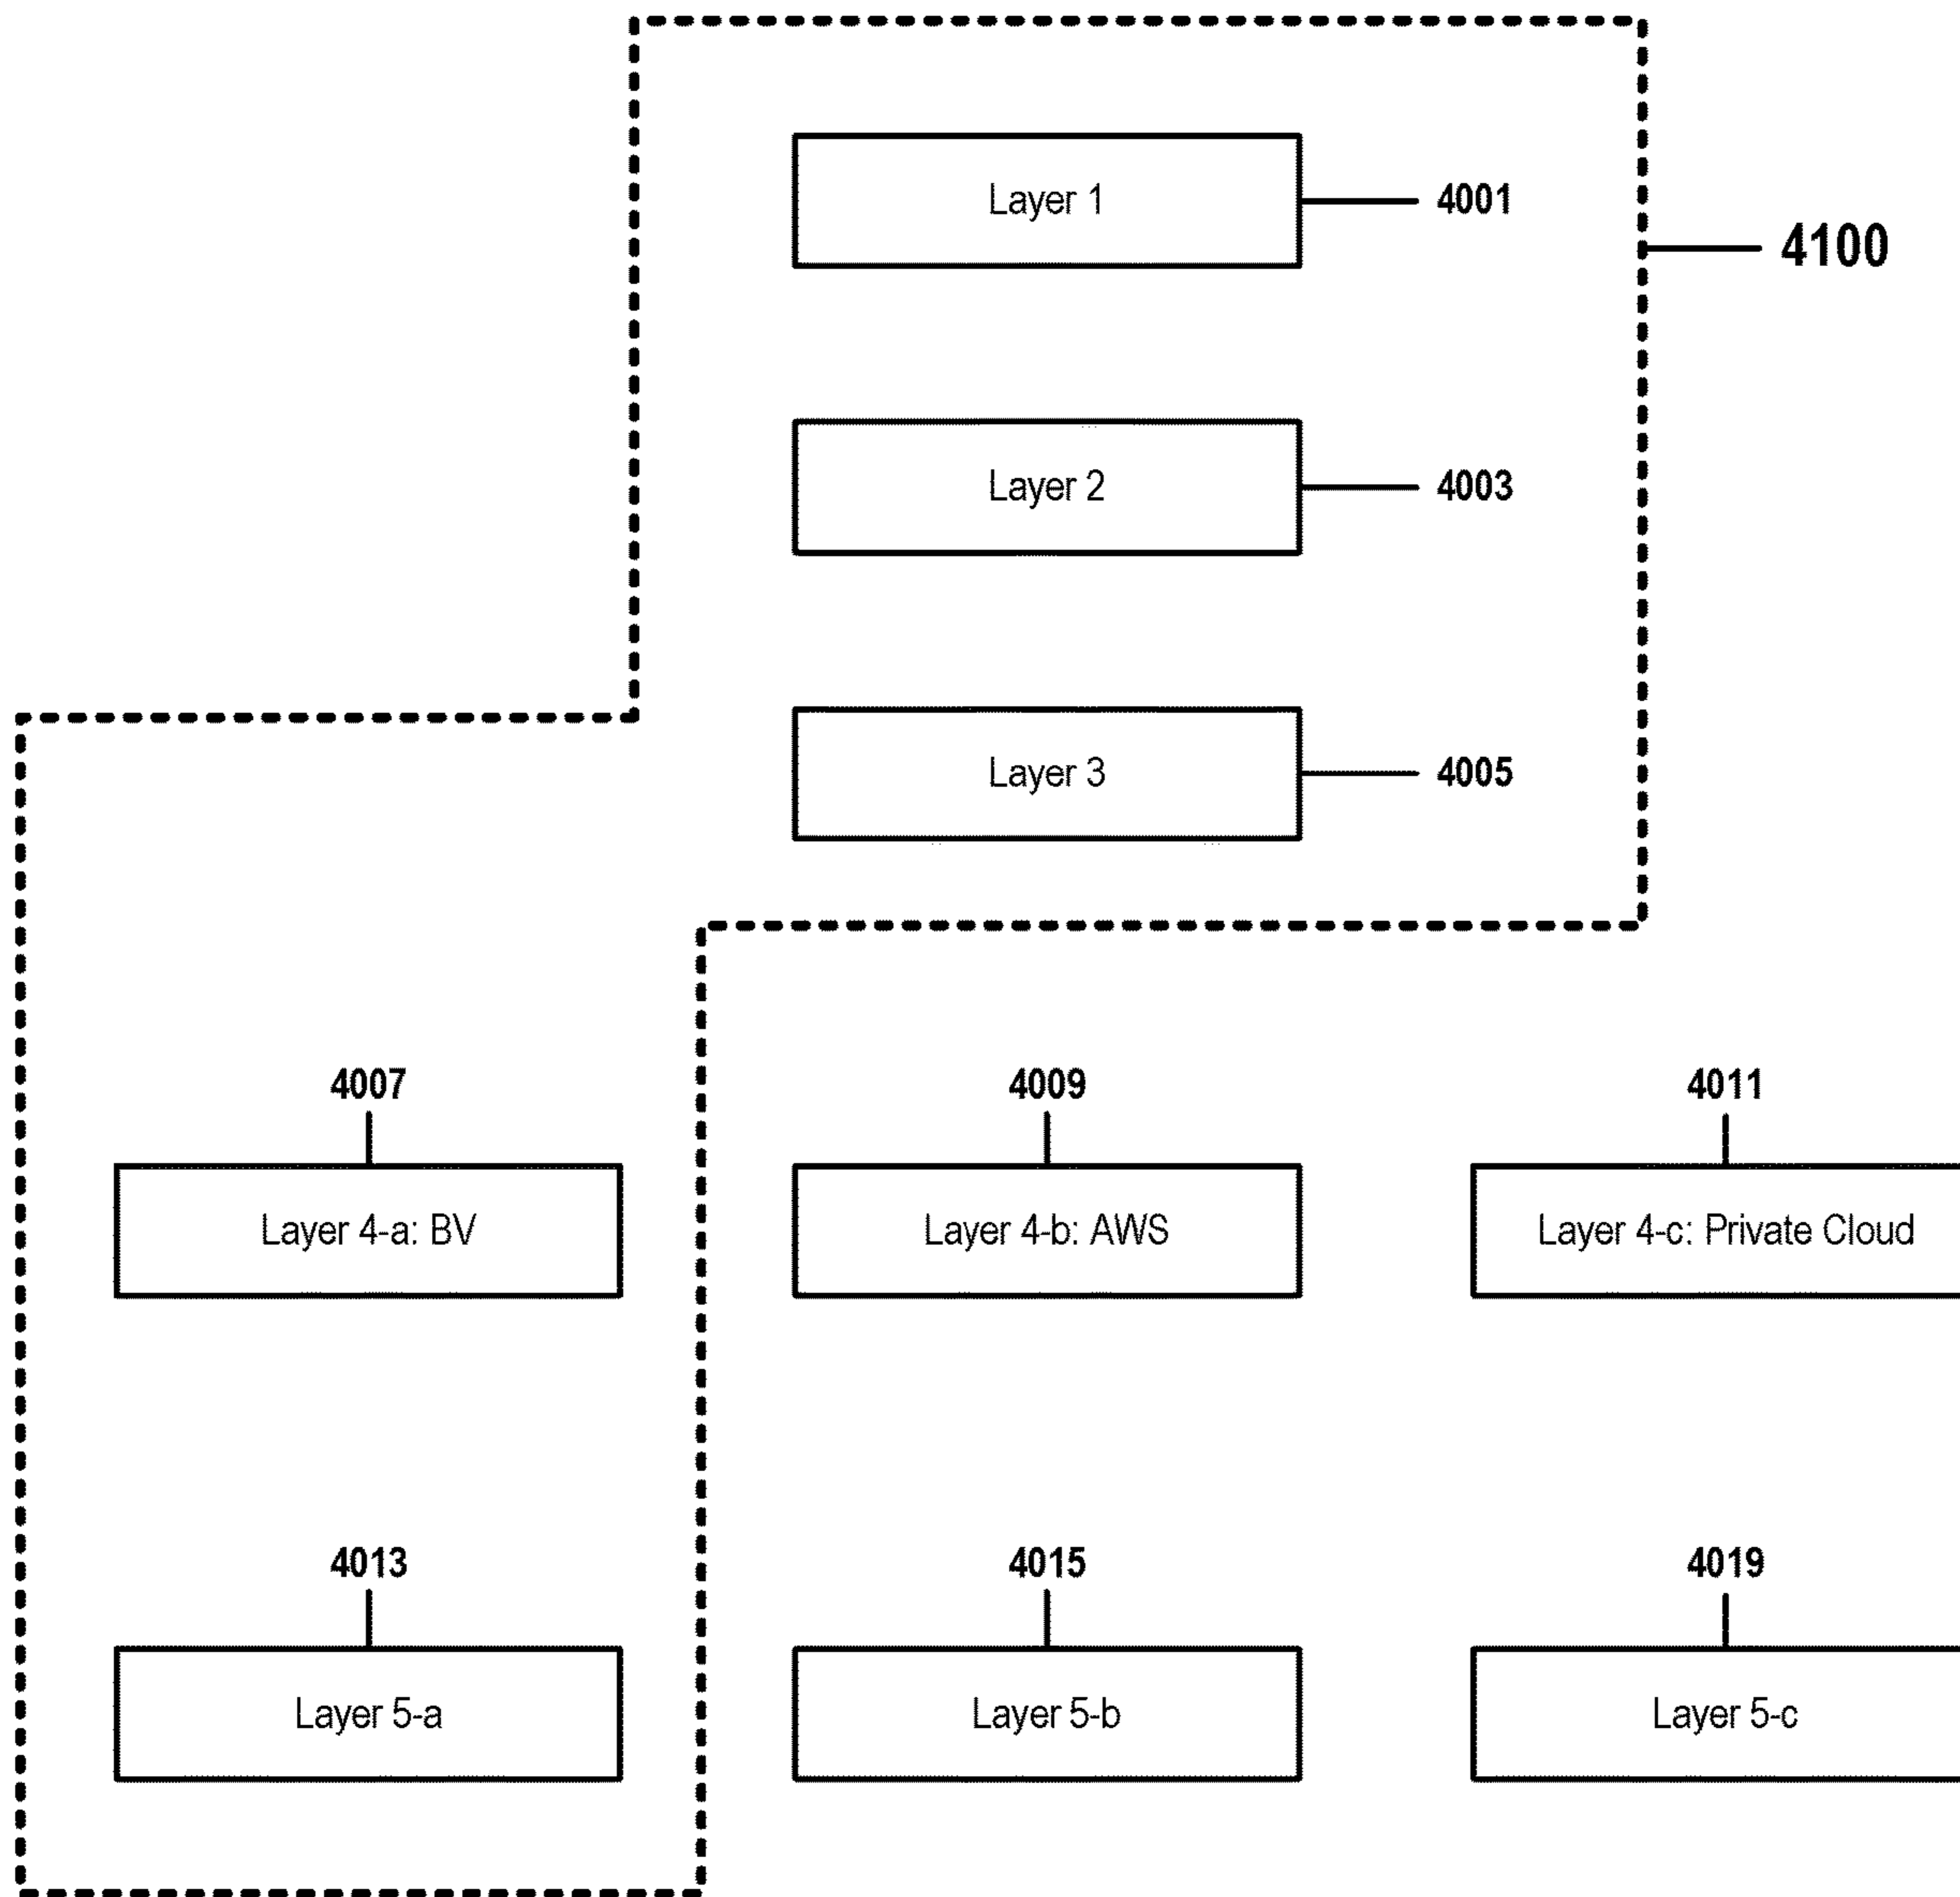 Layer 1
4001
4100
Layer 2
4003
Layer 3
4005
4007
4009
4011
Layer 4-a: BV
Layer 4-b: AWS
Layer 4-c: Private Cloud
4013
4015
4019
Layer 5-a
Layer 5-b
Layer 5-c